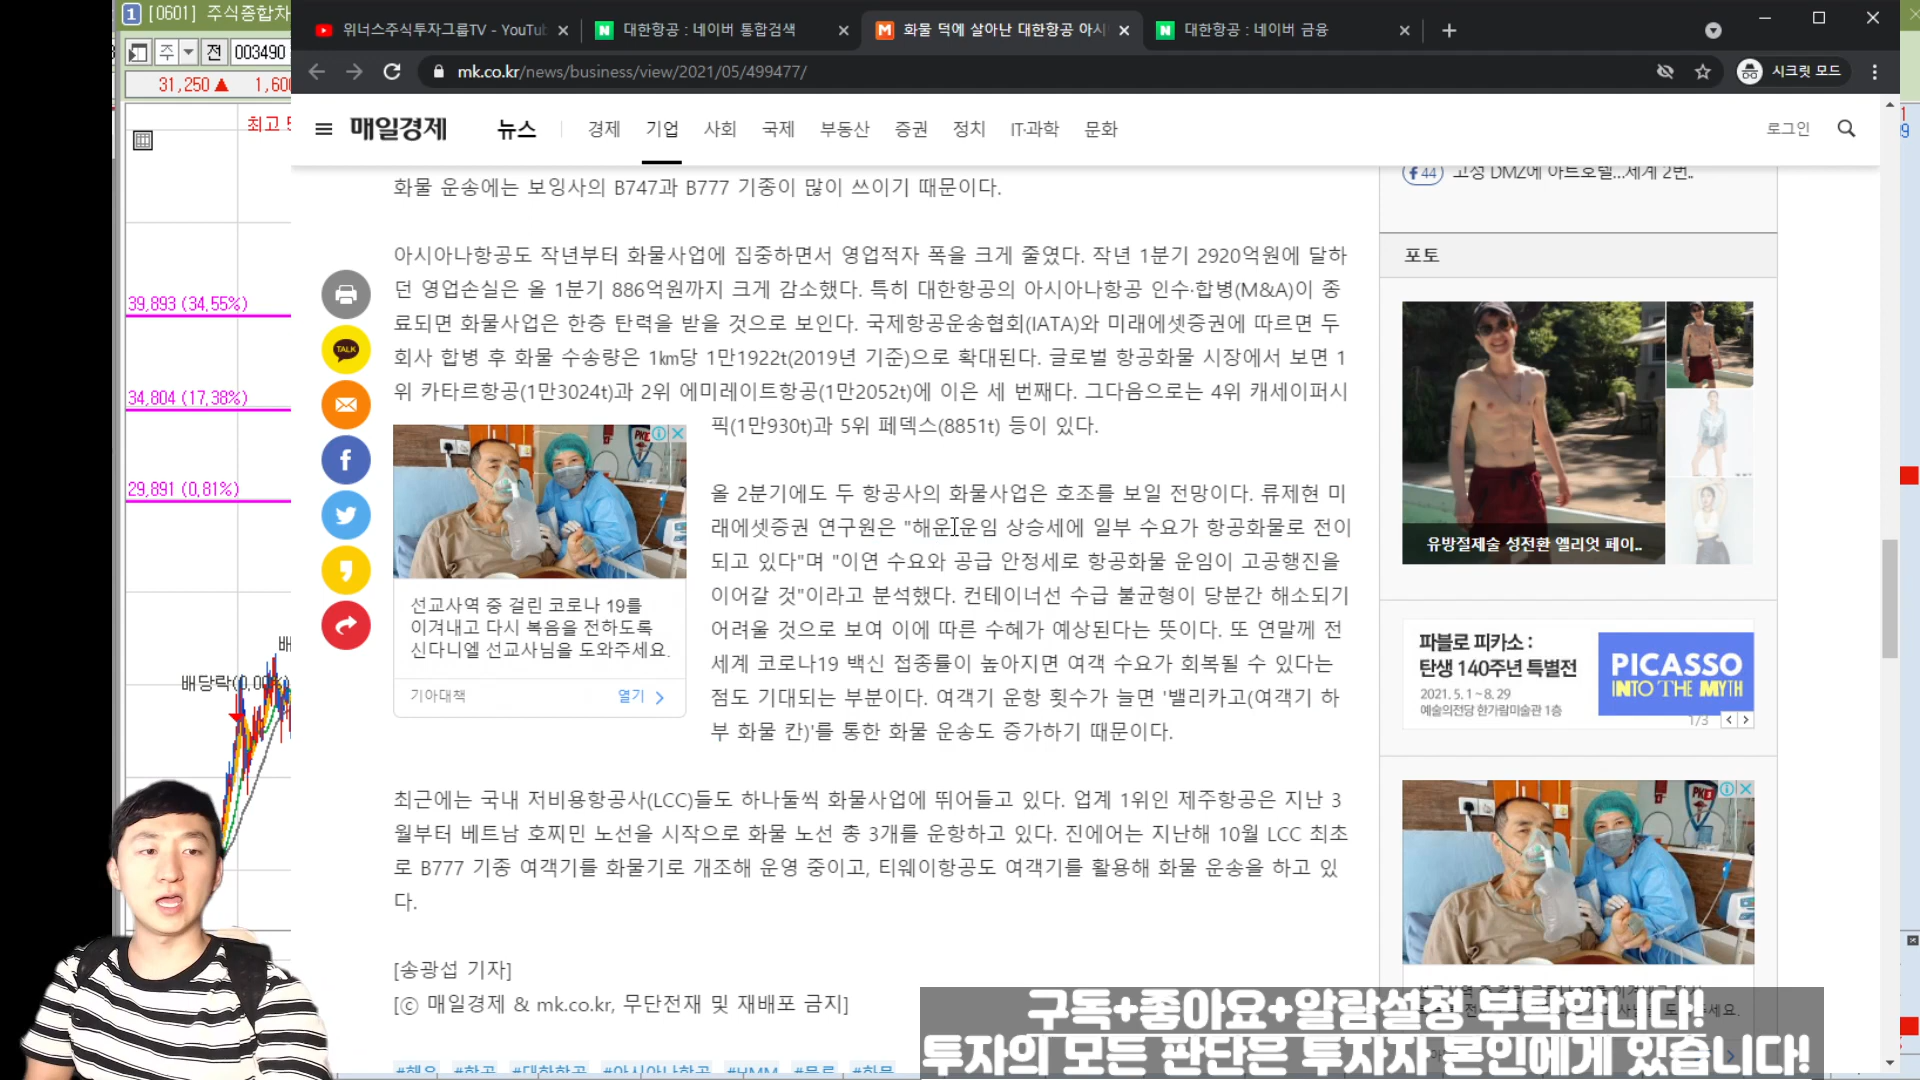 1 [0601] 주식종합차
위너스주식투자그룹TV - YouTub
대한항공 : 네이버 통합검색
화물 덕에 살아난 대한항공 아시
대한항공 : 네이버 금융
주 전 003490
mk.co.kr/news/business/view/2021/05/499477/
시크릿 모드
31,250 ▲ 1,600
최고 5
39,893 (34,55%)
34,804 (17,38%)
29,891 (0,81%)
배
배당락(0,00%)
매일경제 뉴스 경제 기업 사회 국제 부동산 증권 정치 IT·과학 문화 로그인
화물 운송에는 보잉사의 B747과 B777 기종이 많이 쓰이기 때문이다.
아시아나항공도 작년부터 화물사업에 집중하면서 영업적자 폭을 크게 줄였다. 작년 1분기 2920억원에 달하
던 영업손실은 올 1분기 886억원까지 크게 감소했다. 특히 대한항공의 아시아나항공 인수·합병(M&A)이 종
료되면 화물사업은 한층 탄력을 받을 것으로 보인다. 국제항공운송협회(IATA)와 미래에셋증권에 따르면 두
회사 합병 후 화물 수송량은 1㎞당 1만1922t(2019년 기준)으로 확대된다. 글로벌 항공화물 시장에서 보면 1
위 카타르항공(1만3024t)과 2위 에미레이트항공(1만2052t)에 이은 세 번째다. 그다음으로는 4위 캐세이퍼시
픽(1만930t)과 5위 페덱스(8851t) 등이 있다.
올 2분기에도 두 항공사의 화물사업은 호조를 보일 전망이다. 류제현 미
래에셋증권 연구원은 "해운운임 상승세에 일부 수요가 항공화물로 전이
되고 있다"며 "이연 수요와 공급 안정세로 항공화물 운임이 고공행진을
이어갈 것"이라고 분석했다. 컨테이너선 수급 불균형이 당분간 해소되기
어려울 것으로 보여 이에 따른 수혜가 예상된다는 뜻이다. 또 연말께 전
세계 코로나19 백신 접종률이 높아지면 여객 수요가 회복될 수 있다는
점도 기대되는 부분이다. 여객기 운항 횟수가 늘면 '밸리카고(여객기 하
부 화물 칸)'를 통한 화물 운송도 증가하기 때문이다.
TALK
선교사역 중 걸린 코로나 19를
이겨내고 다시 복음을 전하도록
신다니엘 선교사님을 도와주세요.
기아대책 열기
최근에는 국내 저비용항공사(LCC)들도 하나둘씩 화물사업에 뛰어들고 있다. 업계 1위인 제주항공은 지난 3
월부터 베트남 호찌민 노선을 시작으로 화물 노선 총 3개를 운항하고 있다. 진에어는 지난해 10월 LCC 최초
로 B777 기종 여객기를 화물기로 개조해 운영 중이고, 티웨이항공도 여객기를 활용해 화물 운송을 하고 있
다.
[송광섭 기자]
[ⓒ 매일경제 & mk.co.kr, 무단전재 및 재배포 금지]
#해운 #항공 #대한항공 #아시아나항공 #HMM #물류 #화물
44 고성 DMZ에 아트호텔...세계 2번..
포토
유방절제술 성전환 엘리엇 페이..
파블로 피카소 :
탄생 140주년 특별전
2021. 5. 1 ~ 8. 29
예술의전당 한가람미술관 1층
PICASSO
INTO THE MYTH
1/3
구독+좋아요+알람설정 부탁합니다!
투자의 모든 판단은 투자자 본인에게 있습니다!